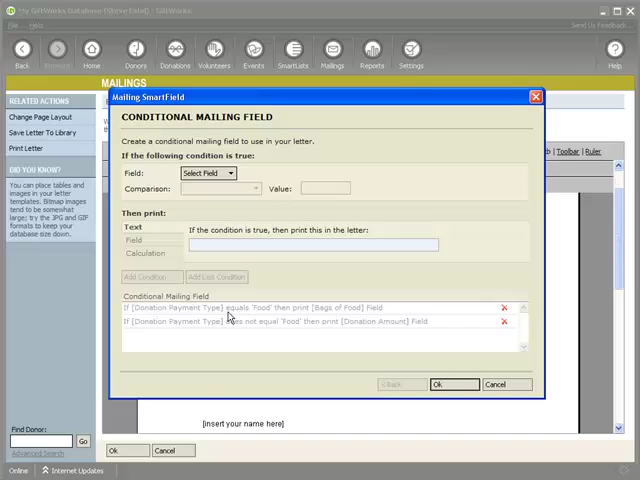 My GiftWorks Database-[Steve Exlal] - GiftWorks
File Help
Send Us Feedback...
Back Forward Home Donors Donations Volunteers Events SmartLists Mailings Reports Settings Help
MAILINGS
RELATED ACTIONS
Change Page Layout
Save Letter To Library
Print Letter
DID YOU KNOW?
You can place tables
and images in your letter
templates. Bitmap images
tend to be somewhat
large; try the JPG and GIF
formats to keep your
database size down.
Find Donor:
Go
Advanced Search
Online Internet Updates
Toolbar | Ruler
Mailing SmartField
CONDITIONAL MAILING FIELD
Create a conditional mailing field to use in your letter.
If the following condition is true:
Field: Select Field
Comparison: Value:
Then print:
Text
Field
Calculation
If the condition is true, then print this in the letter:
Add Condition Add Last Condition
Conditional Mailing Field
If [Donation Payment Type] equals 'Food' then print [Bags of Food] Field
If [Donation Payment Type] does not equal 'Food' then print [Donation Amount] Field
< Back Ok Cancel
[insert your name here]
Ok Cancel